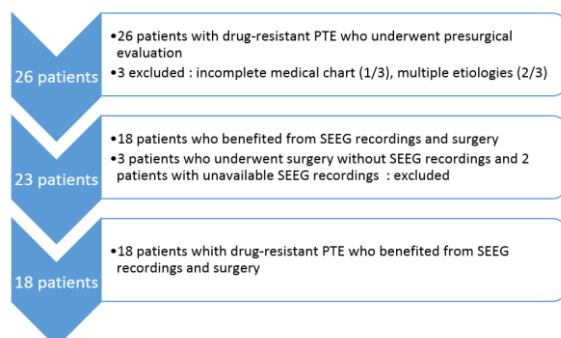 •26 patients with drug-resistant PTE who underwent presurgical
evaluation
•3 excluded : incomplete medical chart (1/3), multiple etiologies (2/3)
26 patients
•18 patients who benefited from SEEG recordings and surgery
•3 patients who underwent surgery without SEEG recordings and 2
patients with unavailable SEEG recordings  : excluded
23 patients
•18 patients whith drug-resistant PTE who benefited from SEEG
recordings and surgery
18 patients